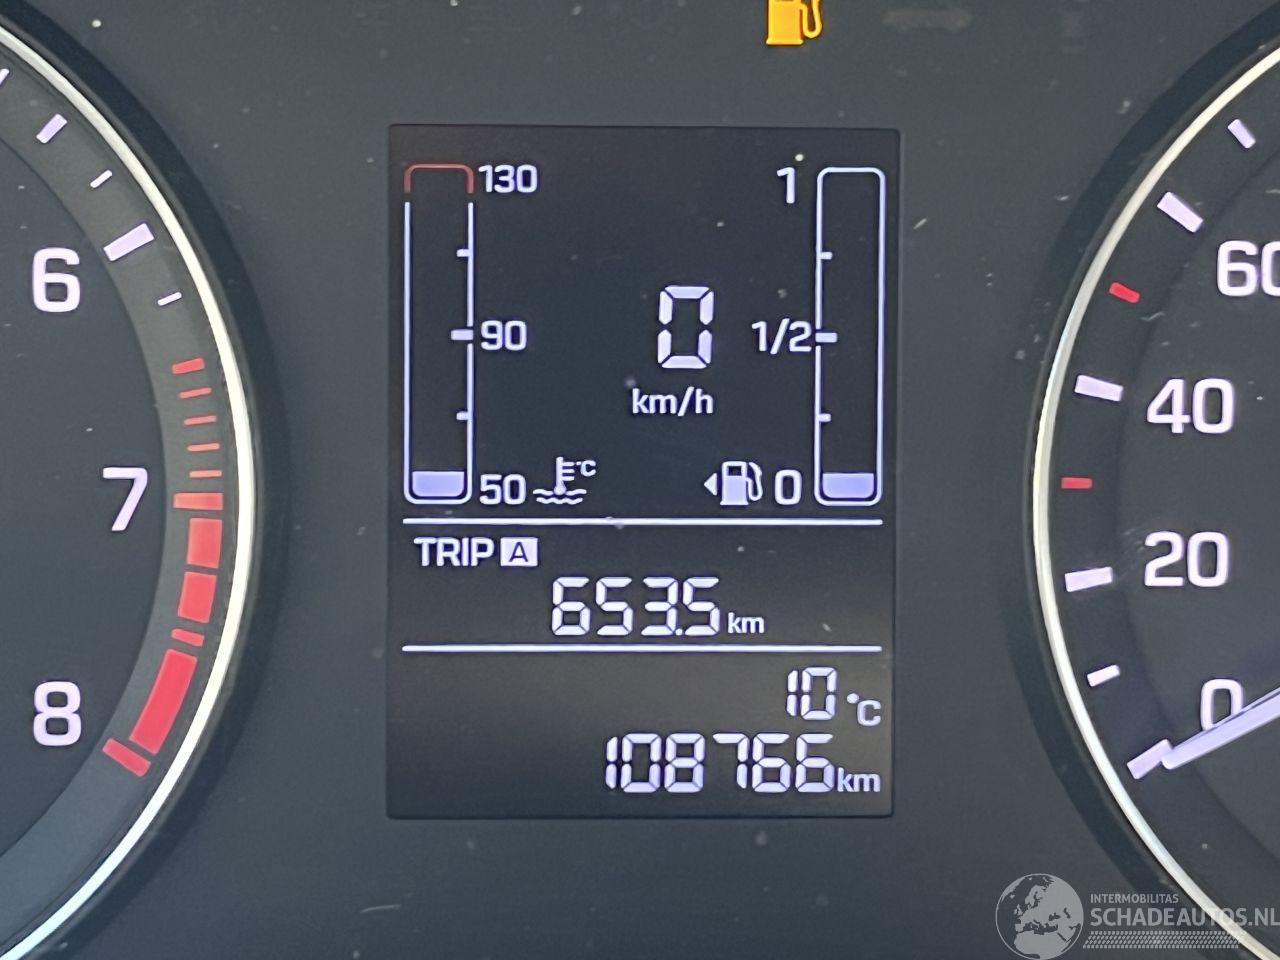 130
1
6
60
0
90
1/2
km/h
40
°C
7
50
0
TRIP A
20
653.5 km
8
10 °C
0
108766 km
INTERMOBILITAS
SCHADEAUTOS.NL